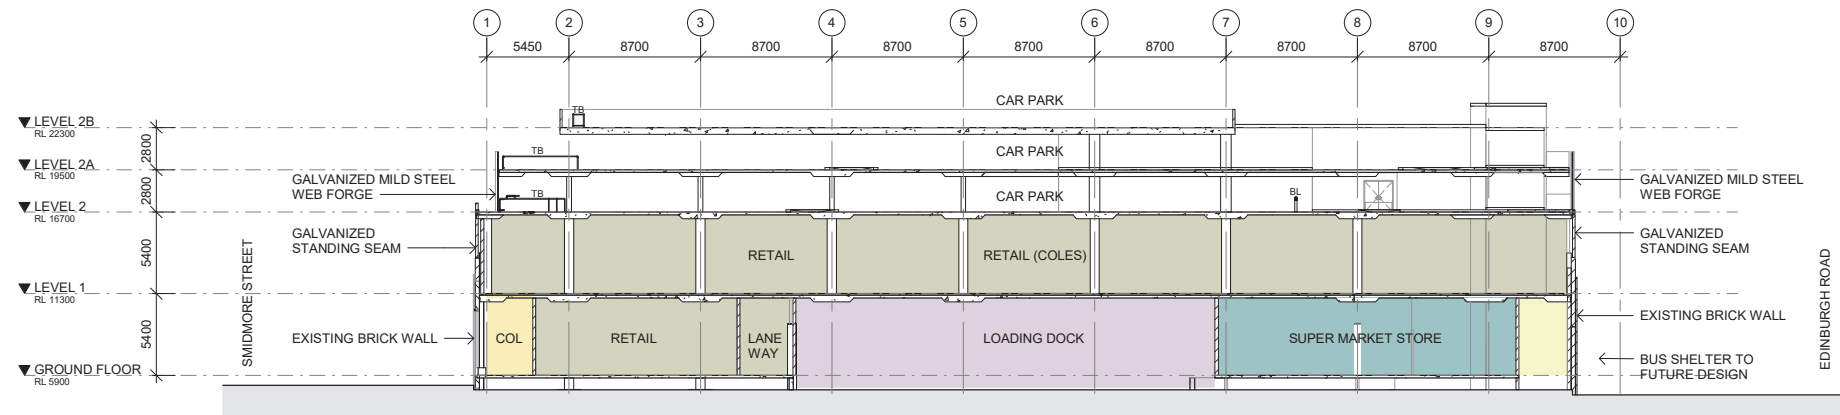 1 2 3 4 5 6 7 8 9 10
5450 8700 8700 8700 8700 8700 8700 8700 8700
CAR PARK
TB
LEVEL 2B
RL 22300
2800
CAR PARK
TB
LEVEL 2A
RL 19500
2800
GALVANIZED MILD STEEL
WEB FORGE
TB
CAR PARK
BL
GALVANIZED MILD STEEL
WEB FORGE
LEVEL 2
RL 16700
5400
GALVANIZED
STANDING SEAM
RETAIL
RETAIL (COLES)
GALVANIZED
STANDING SEAM
SMIDMORE STREET
EDINBURGH ROAD
LEVEL 1
RL 11300
5400
EXISTING BRICK WALL
COL
RETAIL
LANE
WAY
LOADING DOCK
SUPER MARKET STORE
EXISTING BRICK WALL
GROUND FLOOR
RL 5900
BUS SHELTER TO
FUTURE DESIGN